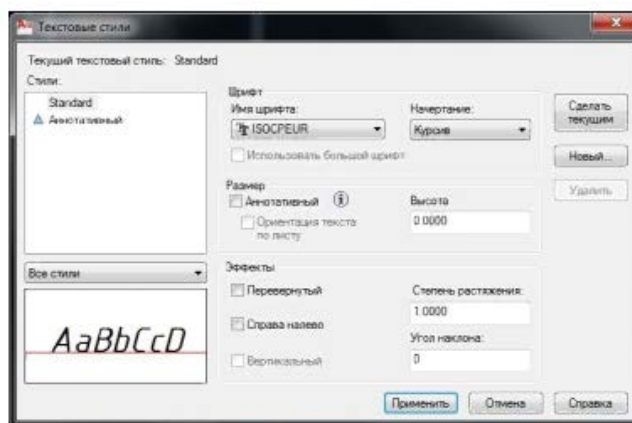 Текстовые стили
Текущий текстовый стиль: Standard
Стили:
Standard
Аннотативный
Все стили
AaBbCcD
Шрифт
Имя шрифта:
ISOCPEUR
Начертание:
Курсив
Использовать большой шрифт
Размер
Аннотативный
Ориентация текста
по листу
Высота
0.0000
Эффекты
Перевернутый
Справа налево
Вертикальный
Степень растяжения:
1.0000
Угол наклона:
0
Сделать
текущим
Новый...
Удалить
Применить
Отмена
Справка